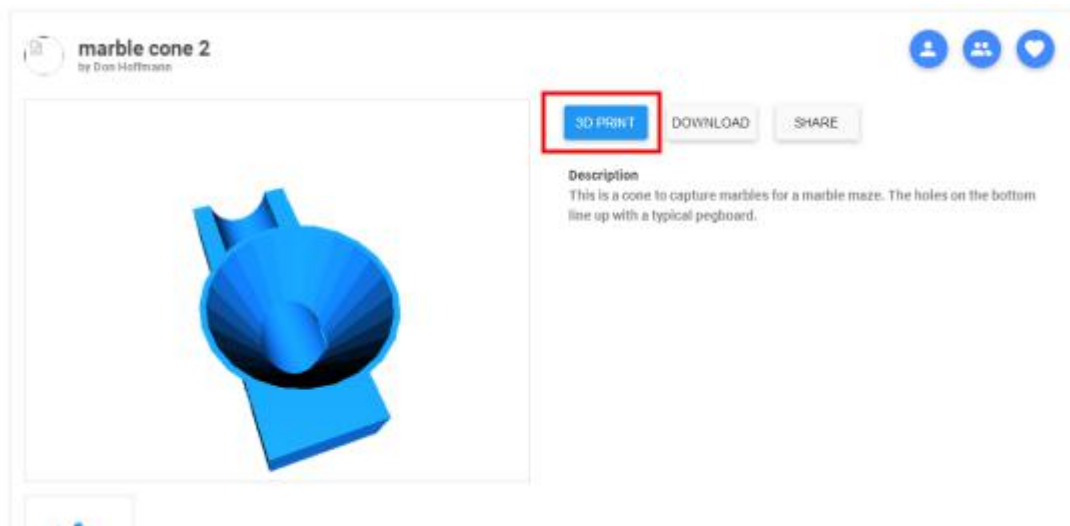 marble cone 2
by Don Hoffmann
3D PRINT
DOWNLOAD
SHARE
Description
This is a cone to capture marbles for a marble maze. The holes on the bottom
line up with a typical pegboard.